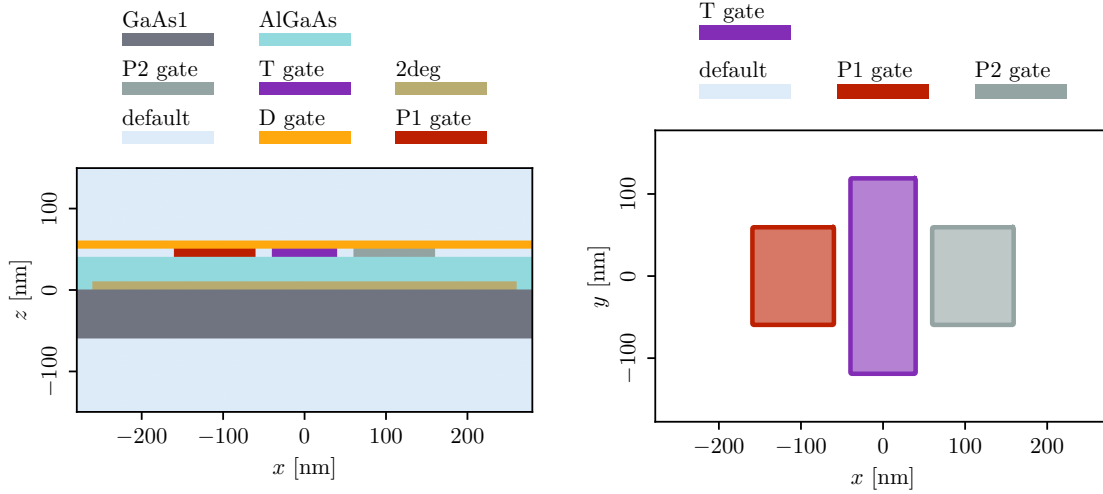 GaAs1 AlGaAs
P2 gate T gate 2deg
default D gate P1 gate
100
0
−100
z [nm]
−200 −100 0 100 200
x [nm]
T gate
default P1 gate P2 gate
100
0
−100
y [nm]
−200 −100 0 100 200
x [nm]